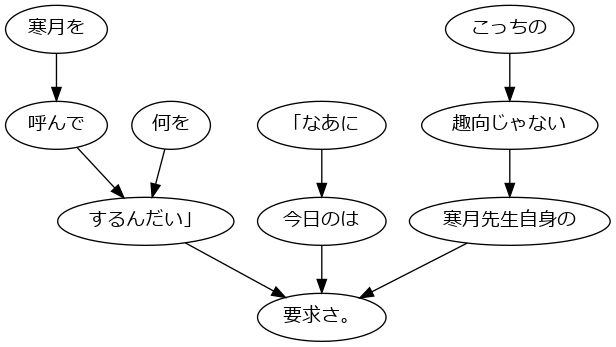 寒月を
こっちの
呼んで
何を
「なあに
趣向じゃない
するんだい」
今日のは
寒月先生自身の
要求さ。